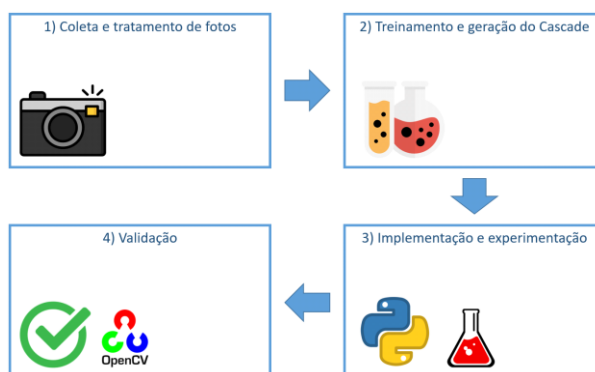 1) Coleta e tratamento de fotos
2) Treinamento e geração do Cascade
3) Implementação e experimentação
4) Validação
OpenCV